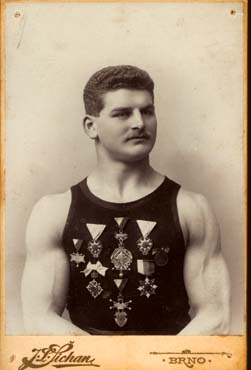 J. L. Šichan
BRNO